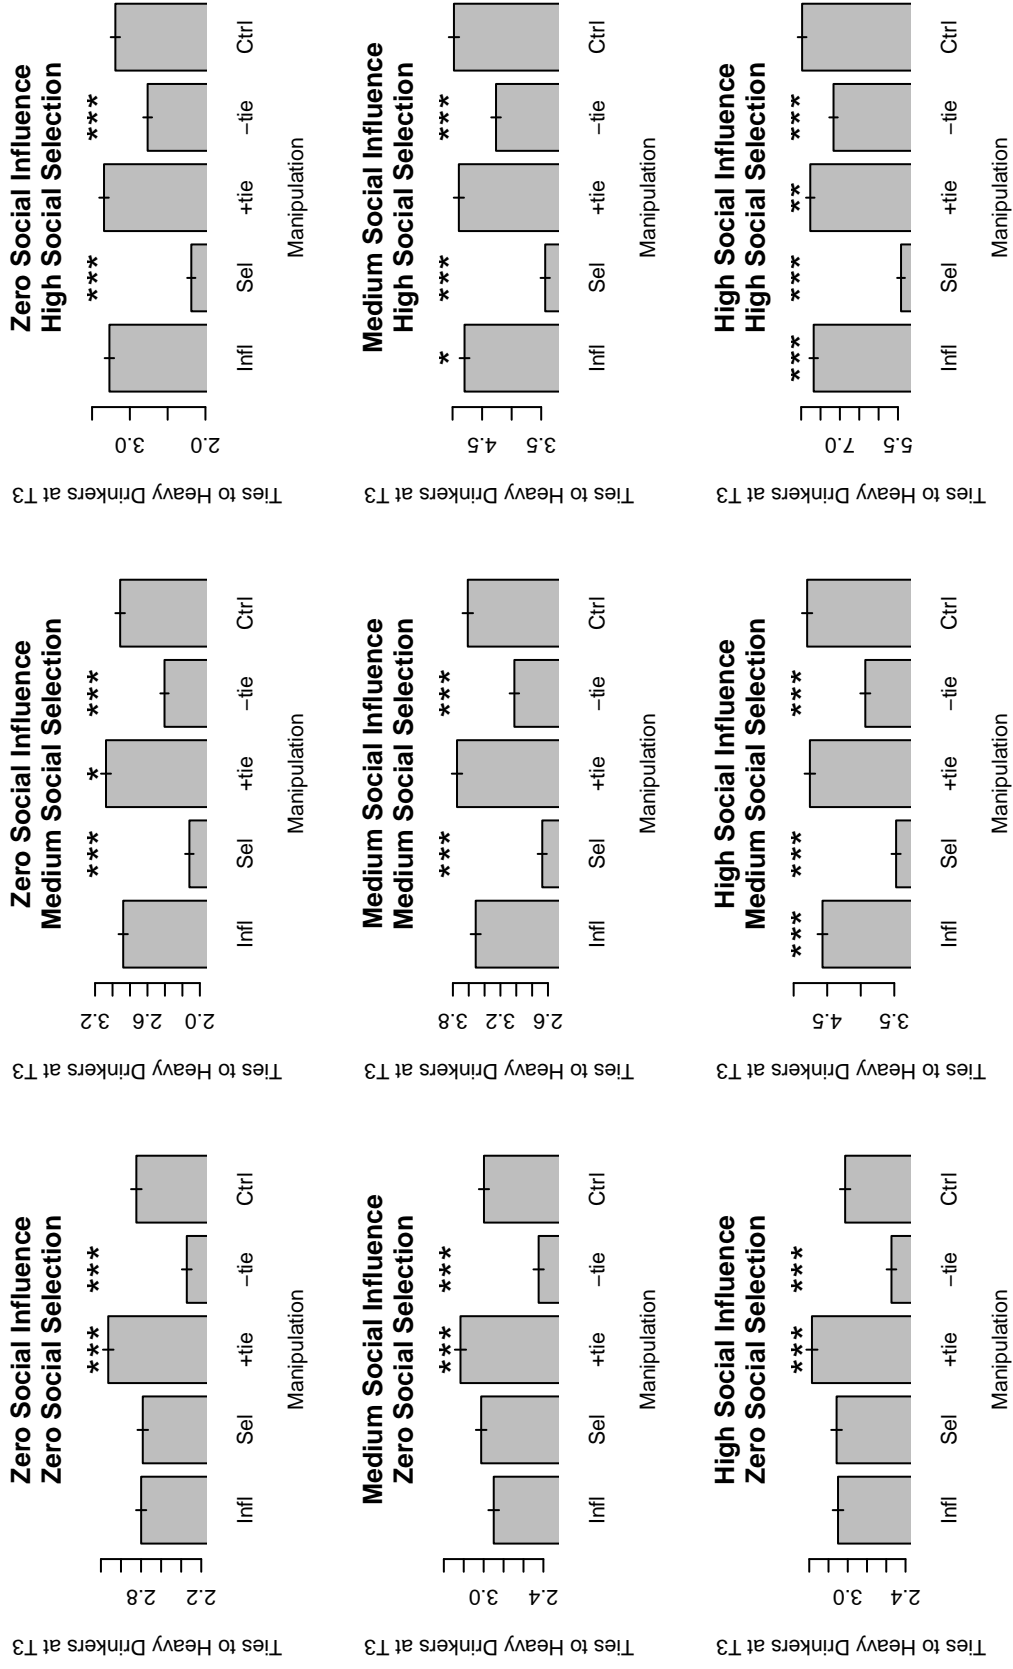 Zero Social Influence
Zero Social Selection
*** ***
2.8
2.2
Ties to Heavy Drinkers at T3
Infl Sel +tie −tie Ctrl
Manipulation
Zero Social Influence
Medium Social Selection
*** * ***
3.2
2.6
2.0
Ties to Heavy Drinkers at T3
Infl Sel +tie −tie Ctrl
Manipulation
Zero Social Influence
High Social Selection
*** ***
3.0
2.0
Ties to Heavy Drinkers at T3
Infl Sel +tie −tie Ctrl
Manipulation
Medium Social Influence
Zero Social Selection
*** ***
3.0
2.4
Ties to Heavy Drinkers at T3
Infl Sel +tie −tie Ctrl
Manipulation
Medium Social Influence
Medium Social Selection
*** ***
3.8
3.2
2.6
Ties to Heavy Drinkers at T3
Infl Sel +tie −tie Ctrl
Manipulation
Medium Social Influence
High Social Selection
* *** ***
4.5
3.5
Ties to Heavy Drinkers at T3
Infl Sel +tie −tie Ctrl
Manipulation
High Social Influence
Zero Social Selection
*** ***
3.0
2.4
Ties to Heavy Drinkers at T3
Infl Sel +tie −tie Ctrl
Manipulation
High Social Influence
Medium Social Selection
*** *** ***
4.5
3.5
Ties to Heavy Drinkers at T3
Infl Sel +tie −tie Ctrl
Manipulation
High Social Influence
High Social Selection
*** *** ** ***
7.0
5.5
Ties to Heavy Drinkers at T3
Infl Sel +tie −tie Ctrl
Manipulation